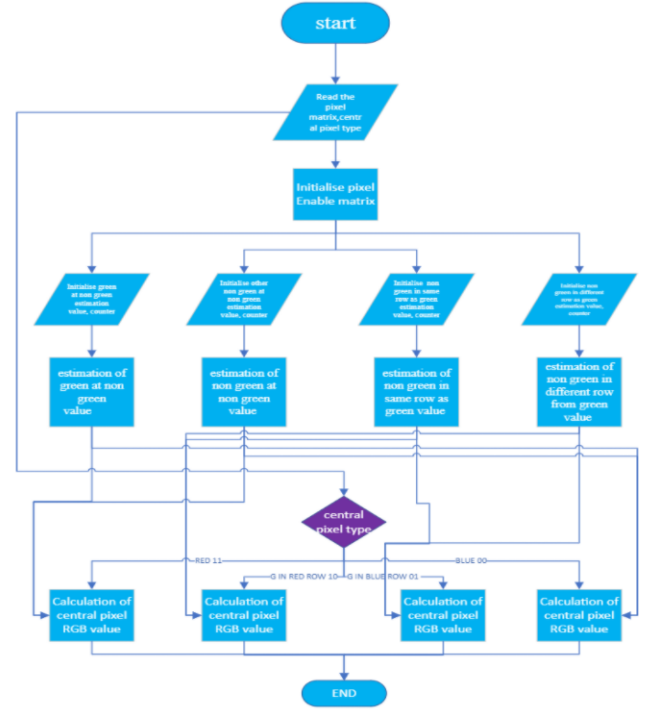 start
Read the
pixel
matrix,centr
al pixel type
Initialise pixel
Enable matrix
Initialise green
at non green
estimation
value, counter
Initialise other
non green at
non green
estimation
value, counter
Initialise non
green in same
row as green
estimation
value, counter
Initialise non
green in different
row as green
estimation value,
counter
estimation of
green at non
green
value
estimation of
non green at
non green
value
estimation of
non green in
same row as
green value
estimation of
non green in
different row
from green
value
central
pixel type
RED 11
BLUE 00
G IN RED ROW 10
G IN BLUE ROW 01
Calculation of
central pixel
RGB value
Calculation of
central pixel
RGB value
Calculation of
central pixel
RGB value
Calculation of
central pixel
RGB value
END